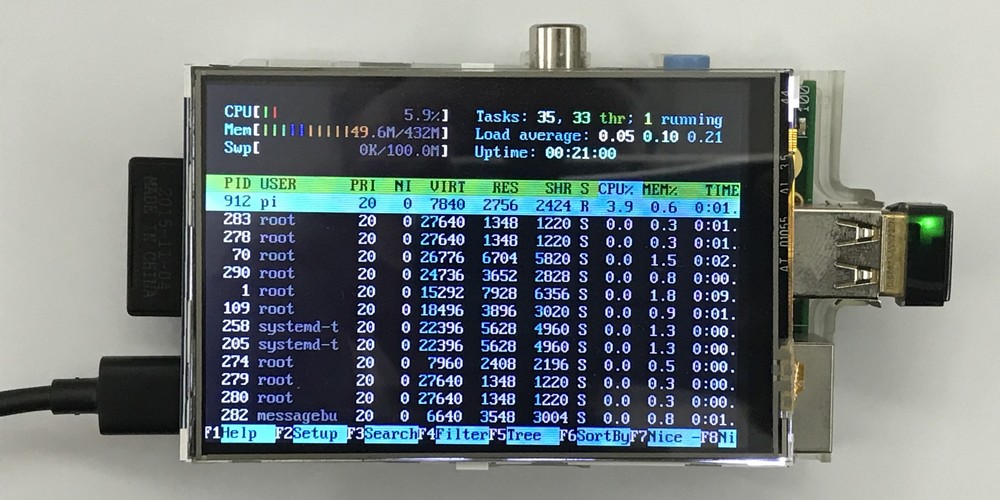 CPU[|| 5.9%] Tasks: 35, 33 thr; 1 running
Mem[||||||||||||49.6M/432M] Load average: 0.05 0.10 0.21
Swp[ 0K/100.0M] Uptime: 00:21:00
PID USER PRI NI VIRT RES SHR S CPU% MEM% TIME
912 pi 20 0 7840 2756 2424 R 3.9 0.6 0:01.
283 root 20 0 27640 1348 1220 S 0.0 0.3 0:01.
278 root 20 0 27640 1348 1220 S 0.0 0.3 0:01.
70 root 20 0 26776 6704 5820 S 0.0 1.5 0:02.
290 root 20 0 24736 3652 2828 S 0.0 0.8 0:00.
1 root 20 0 15292 7928 6356 S 0.0 1.8 0:09.
109 root 20 0 18496 3896 3020 S 0.0 0.9 0:01.
258 systemd-t 20 0 22396 5628 4960 S 0.0 1.3 0:00.
205 systemd-t 20 0 22396 5628 4960 S 0.0 1.3 0:00.
274 root 20 0 7960 2408 2196 S 0.0 0.5 0:00.
279 root 20 0 27640 1348 1220 S 0.0 0.3 0:00.
280 root 20 0 27640 1348 1220 S 0.0 0.3 0:00.
282 messagebu 20 0 6640 3548 3004 S 0.0 0.8 0:01.
F1Help F2Setup F3SearchF4FilterF5Tree F6SortByF7Nice -F8Ni
2015-11-04
MADE IN CHINA